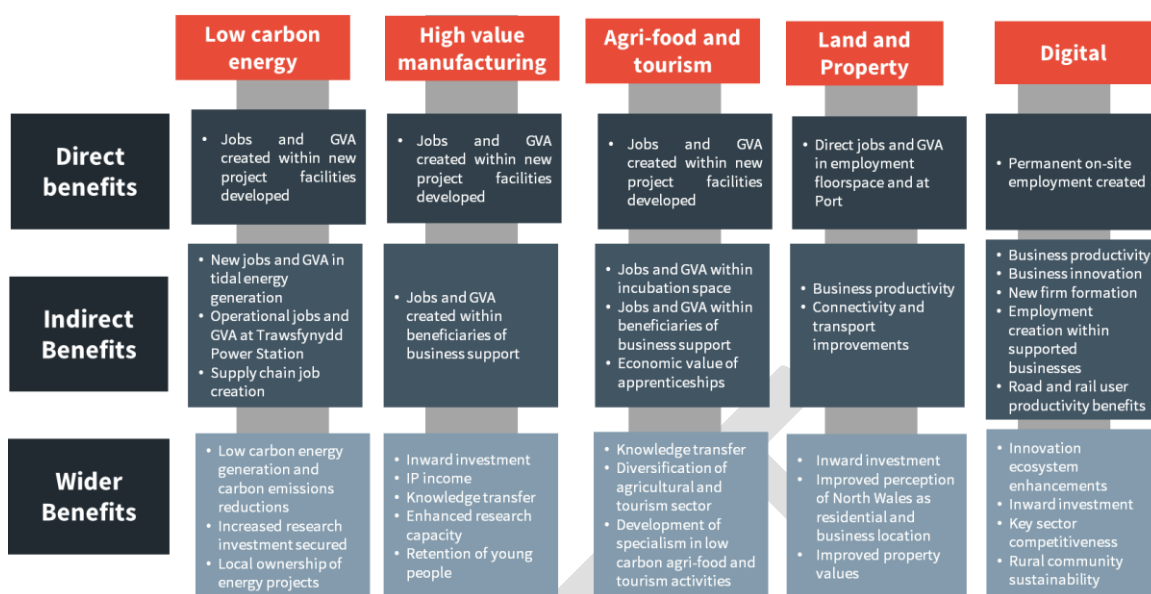 Low carbon
energy
High value
manufacturing
Agri-food and
tourism
Land and
Property
Digital
Direct
benefits
• Jobs and GVA
created within new
project facilities
developed
• Jobs and GVA
created within new
project facilities
developed
• Jobs and GVA
created within new
project facilities
developed
• Direct jobs and GVA
in employment
floorspace and at
Port
• Permanent on-site
employment created
Indirect
Benefits
• New jobs and GVA in
tidal energy
generation
• Operational jobs and
GVA at Trawsfynydd
Power Station
• Supply chain job
creation
• Jobs and GVA
created within
beneficiaries of
business support
• Jobs and GVA within
incubation space
• Jobs and GVA within
beneficiaries of
business support
• Economic value of
apprenticeships
• Business productivity
• Connectivity and
transport
improvements
• Business productivity
• Business innovation
• New firm formation
• Employment
creation within
supported
businesses
• Road and rail user
productivity benefits
Wider
Benefits
• Low carbon energy
generation and
carbon emissions
reductions
• Increased research
investment secured
• Local ownership of
energy projects
• Inward investment
• IP income
• Knowledge transfer
• Enhanced research
capacity
• Retention of young
people
• Knowledge transfer
• Diversification of
agricultural and
tourism sector
• Development of
specialism in low
carbon agri-food and
tourism activities
• Inward investment
• Improved perception
of North Wales as
residential and
business location
• Improved property
values
• Innovation
ecosystem
enhancements
• Inward investment
• Key sector
competitiveness
• Rural community
sustainability